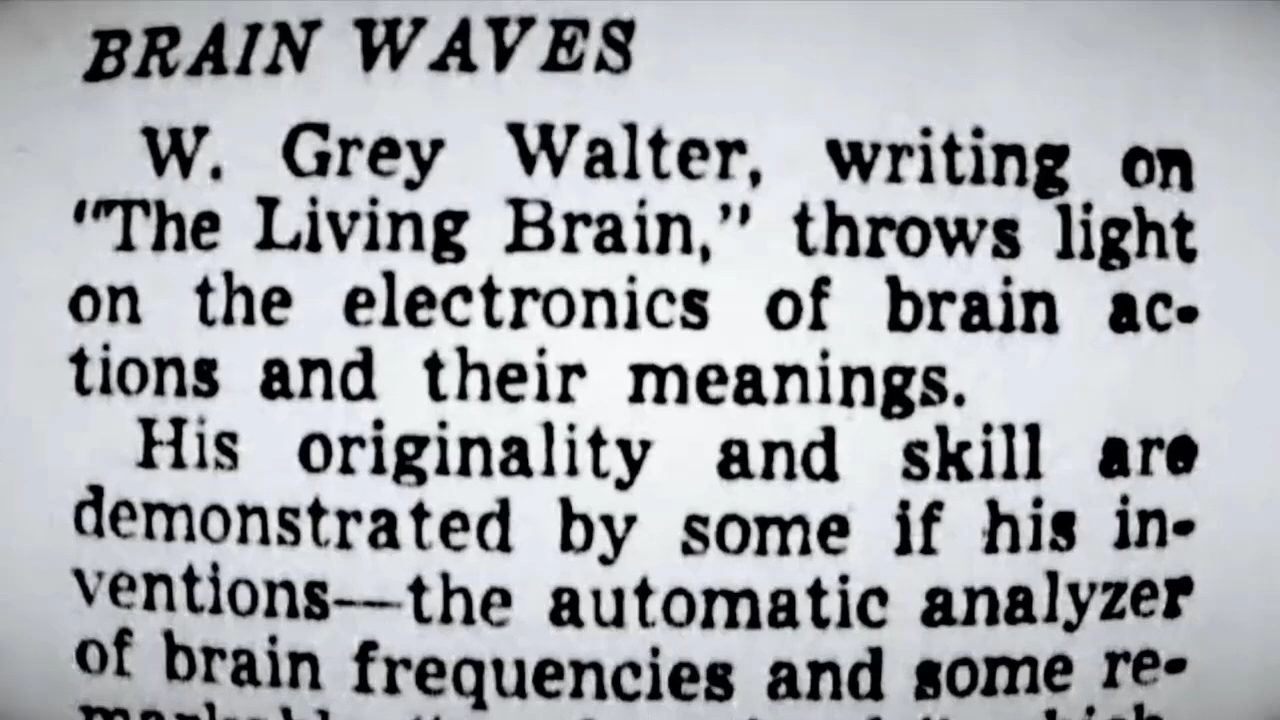 BRAIN WAVES
W. Grey Walter, writing on
"The Living Brain," throws light
on the electronics of brain ac-
tions and their meanings.
His originality and skill are
demonstrated by some if his in-
ventions—the automatic analyzer
of brain frequencies and some re-